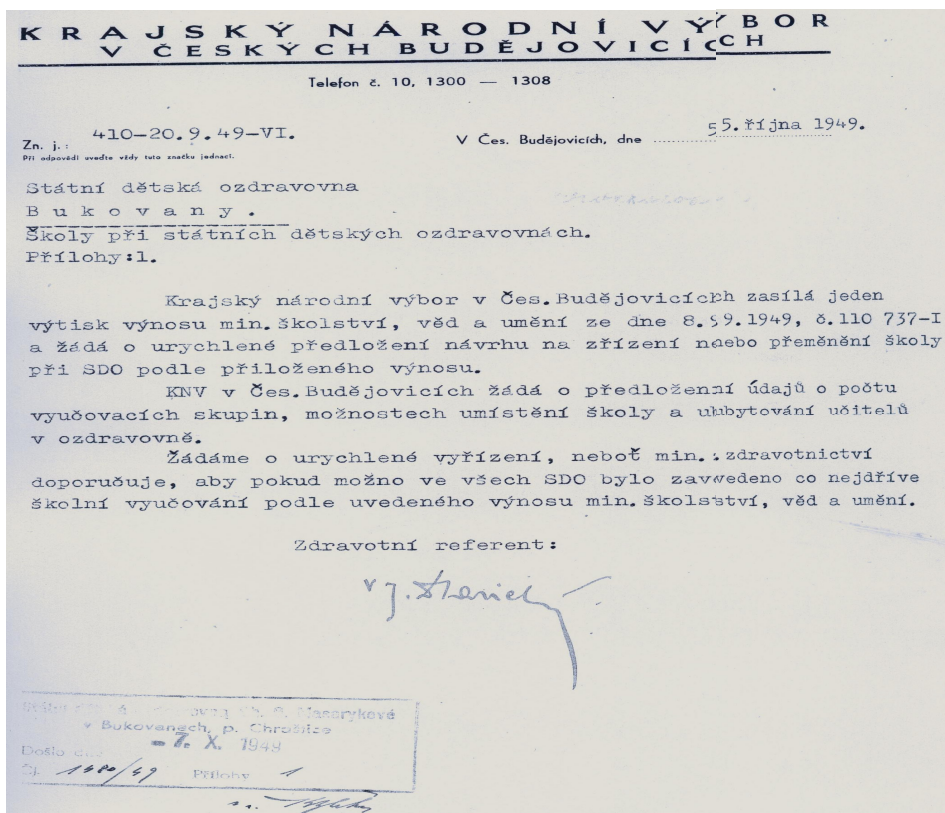 KRAJSKÝ NÁRODNÍ VÝBOR
V ČESKÝCH BUDĚJOVICÍCH
Telefon č. 10, 1300 — 1308
Zn. j.: 410-20.9.49-VI.
V Čes. Budějovicích, dne 5.října 1949.
Při odpovědi uveďte vždy tuto značku jednací.
Státní dětská ozdravovna
Bukovany.
Školy při státních dětských ozdravovnách.
Přílohy:1.
Krajský národní výbor v Čes.Budějovicích zasílá jeden
výtisk výnosu min.školství, věd a umění ze dne 8.9.1949, č.110 737-I
a žádá o urychlené předložení návrhu na zřízení nebo přeměnění školy
při SDO podle přiloženého výnosu.
KNV v Čes.Budějovicích žádá o předložení údajů o počtu
vyučovacích skupin, možnostech umístění školy a ubytování učitelů
v ozdravovně.
Žádáme o urychlené vyřízení, neboť min. zdravotnictví
doporučuje, aby pokud možno ve všech SDO bylo zavedeno co nejdříve
školní vyučování podle uvedeného výnosu min.školství, věd a umění.
Zdravotní referent:
Ch. G. Masarykové
v Bukovanech, p. Chrášťice
-7. X. 1949
Došlo
Čj. 1480/49 Přílohy 1